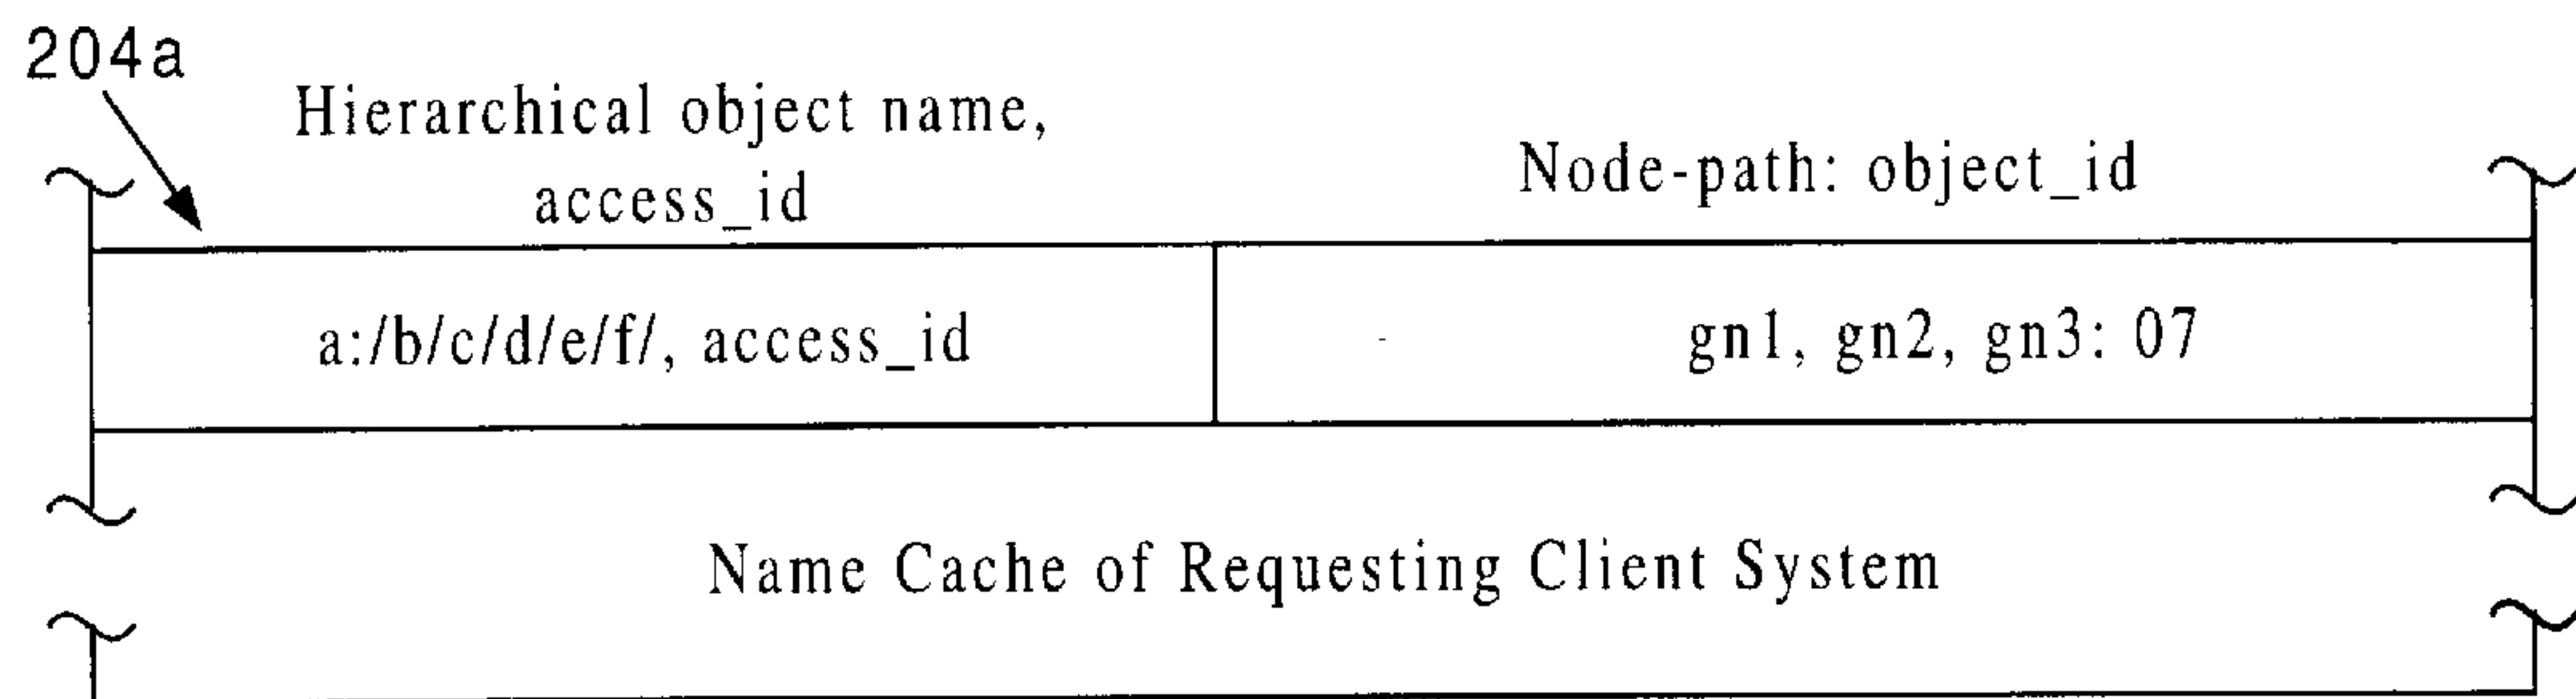 204a
Hierarchical object name,
access_id
Node-path: object_id
a:/b/c/d/e/f/, access_id
gn1, gn2, gn3: 07
Name Cache of Requesting Client System